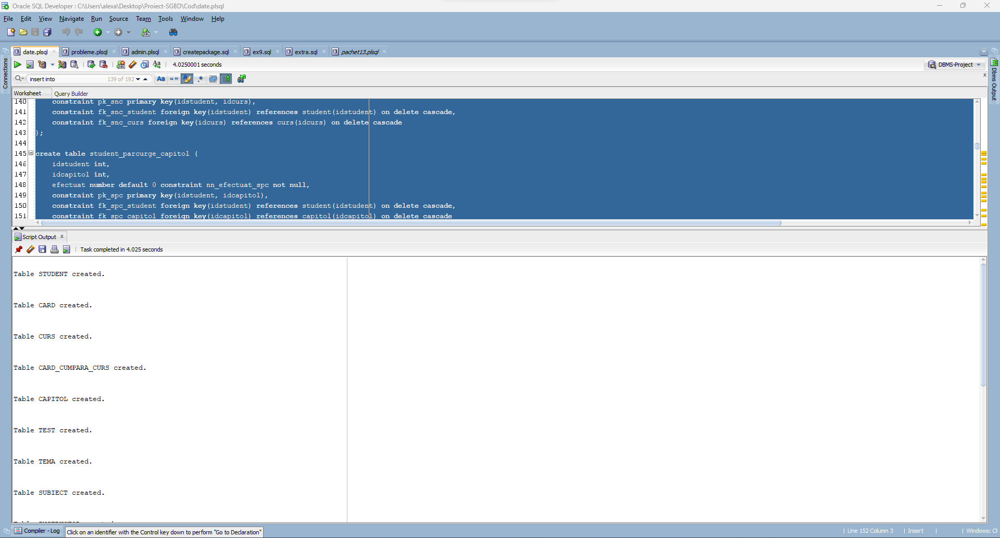 Oracle SQL Developer : C:\Users\alexa\Desktop\Proiect-SGBD\Cod\date.plsql
File Edit View Navigate Run Source Team Tools Window Help
date.plsql probleme.plsql admin.plsql createpackage.sql ex9.sql extra.sql pachet13.plsql
4.0250001 seconds
DBMS-Project
insert into 139 of 192
Aa
Connections
Dbms Output
Worksheet Query Builder
140 constraint pk_snc primary key(idstudent, idcurs),
141 constraint fk_snc_student foreign key(idstudent) references student(idstudent) on delete cascade,
142 constraint fk_snc_curs foreign key(idcurs) references curs(idcurs) on delete cascade
143 );
144
145 create table student_parcurge_capitol (
146 idstudent int,
147 idcapitol int,
148 efectuat number default 0 constraint nn_efectuat_spc not null,
149 constraint pk_spc primary key(idstudent, idcapitol),
150 constraint fk_spc_student foreign key(idstudent) references student(idstudent) on delete cascade,
151 constraint fk_spc_capitol foreign key(idcapitol) references capitol(idcapitol) on delete cascade
Script Output
Task completed in 4.025 seconds
Table STUDENT created.
Table CARD created.
Table CURS created.
Table CARD_CUMPARA_CURS created.
Table CAPITOL created.
Table TEST created.
Table TEMA created.
Table SUBIECT created.
Compiler - Log
Click on an identifier with the Control key down to perform "Go to Declaration"
Line 152 Column 3 Insert Windows: CF